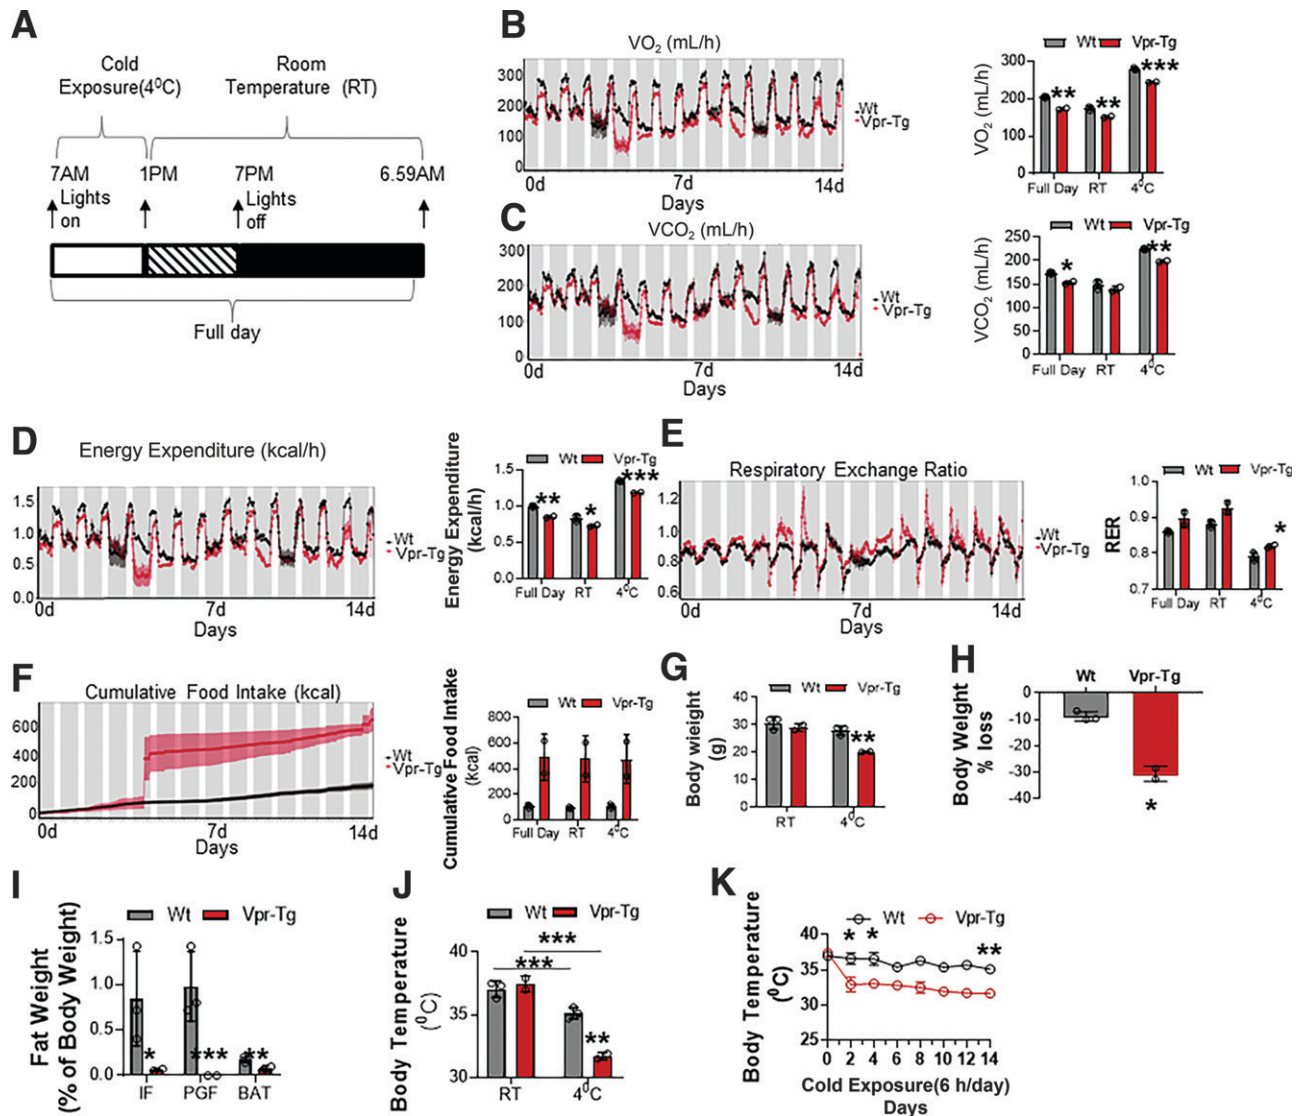 A
Cold
Exposure(4⁰C)
Room
Temperature (RT)
7AM
1PM
7PM
6.59AM
Lights
on
Lights
off
Full day
B
VO₂ (mL/h)
300
200
100
0
0d
7d
14d
Days
Wt
Vpr-Tg
Wt
Vpr-Tg
VO₂ (mL/h)
300
200
100
0
**
**
***
Full Day
RT
4⁰C
C
VCO₂ (mL/h)
300
200
100
0
0d
7d
14d
Days
Wt
Vpr-Tg
Wt
Vpr-Tg
VCO₂ (mL/h)
250
200
150
100
50
0
*
**
Full Day
RT
4⁰C
D
Energy Expenditure (kcal/h)
1.5
1.0
0.5
0.0
0d
7d
14d
Days
Wt
Vpr-Tg
Wt
Vpr-Tg
Energy Expenditure
(kcal/h)
1.5
1.0
0.5
0.0
**
*
***
Full Day
RT
4⁰C
E
Respiratory Exchange Ratio
1.2
1.0
0.8
0.6
0d
7d
14d
Days
Wt
Vpr-Tg
Wt
Vpr-Tg
RER
1.0
0.9
0.8
0.7
*
Full Day
RT
4⁰C
F
Cumulative Food Intake (kcal)
600
400
200
0
0d
7d
14d
Days
Wt
Vpr-Tg
Wt
Vpr-Tg
Cumulative Food Intake
(kcal)
800
600
400
200
0
Full Day
RT
4⁰C
G
Wt
Vpr-Tg
Body wieight
(g)
40
30
20
10
0
**
RT
4⁰C
H
Wt
Vpr-Tg
Body Weight
% loss
0
-10
-20
-30
-40
*
I
Wt
Vpr-Tg
Fat Weight
(% of Body Weight)
1.5
1.0
0.5
0.0
*
***
**
IF
PGF
BAT
J
Wt
Vpr-Tg
Body Temperature
(⁰C)
40
35
30
***
***
**
RT
4⁰C
K
Wt
Vpr-Tg
Body Temperature
(⁰C)
40
35
30
25
*
*
**
0
2
4
6
8
10
12
14
Cold Exposure(6 h/day)
Days